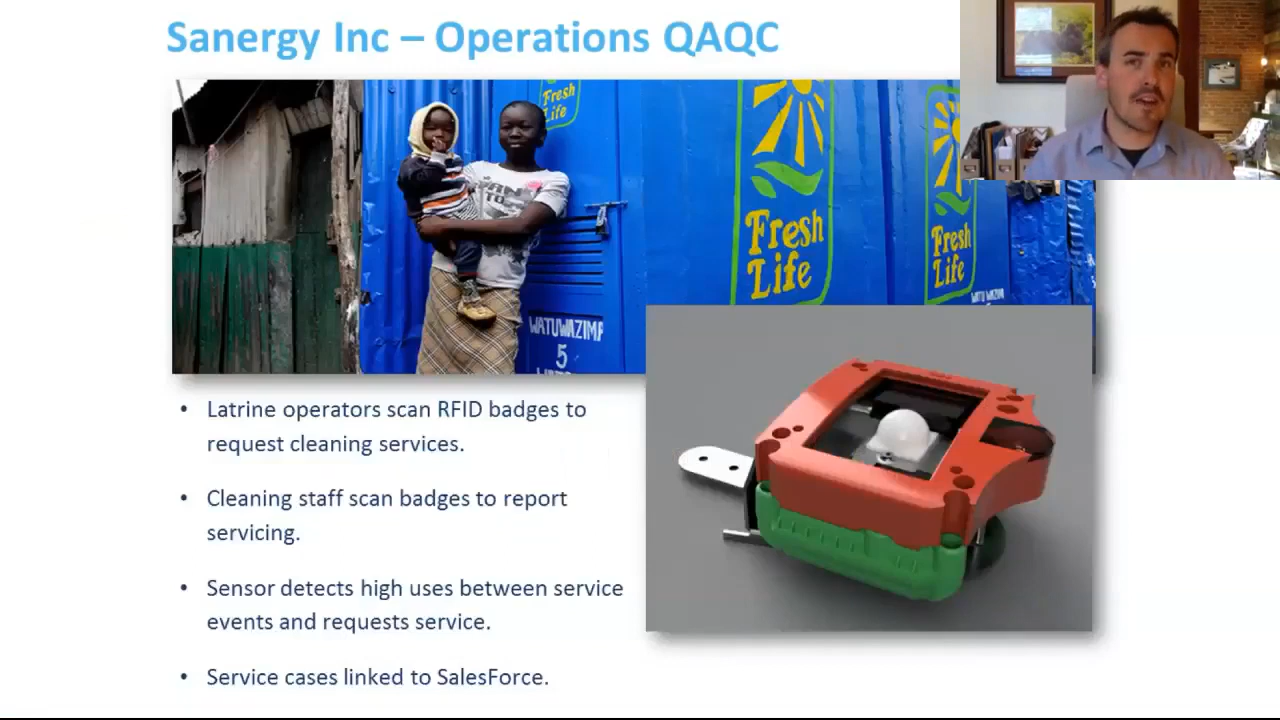 Sanergy Inc – Operations QAQC
Fresh
Life
Fresh
Life
Fresh
Life
WATUWAZIMA
5
• Latrine operators scan RFID badges to
request cleaning services.
• Cleaning staff scan badges to report
servicing.
• Sensor detects high uses between service
events and requests service.
• Service cases linked to SalesForce.